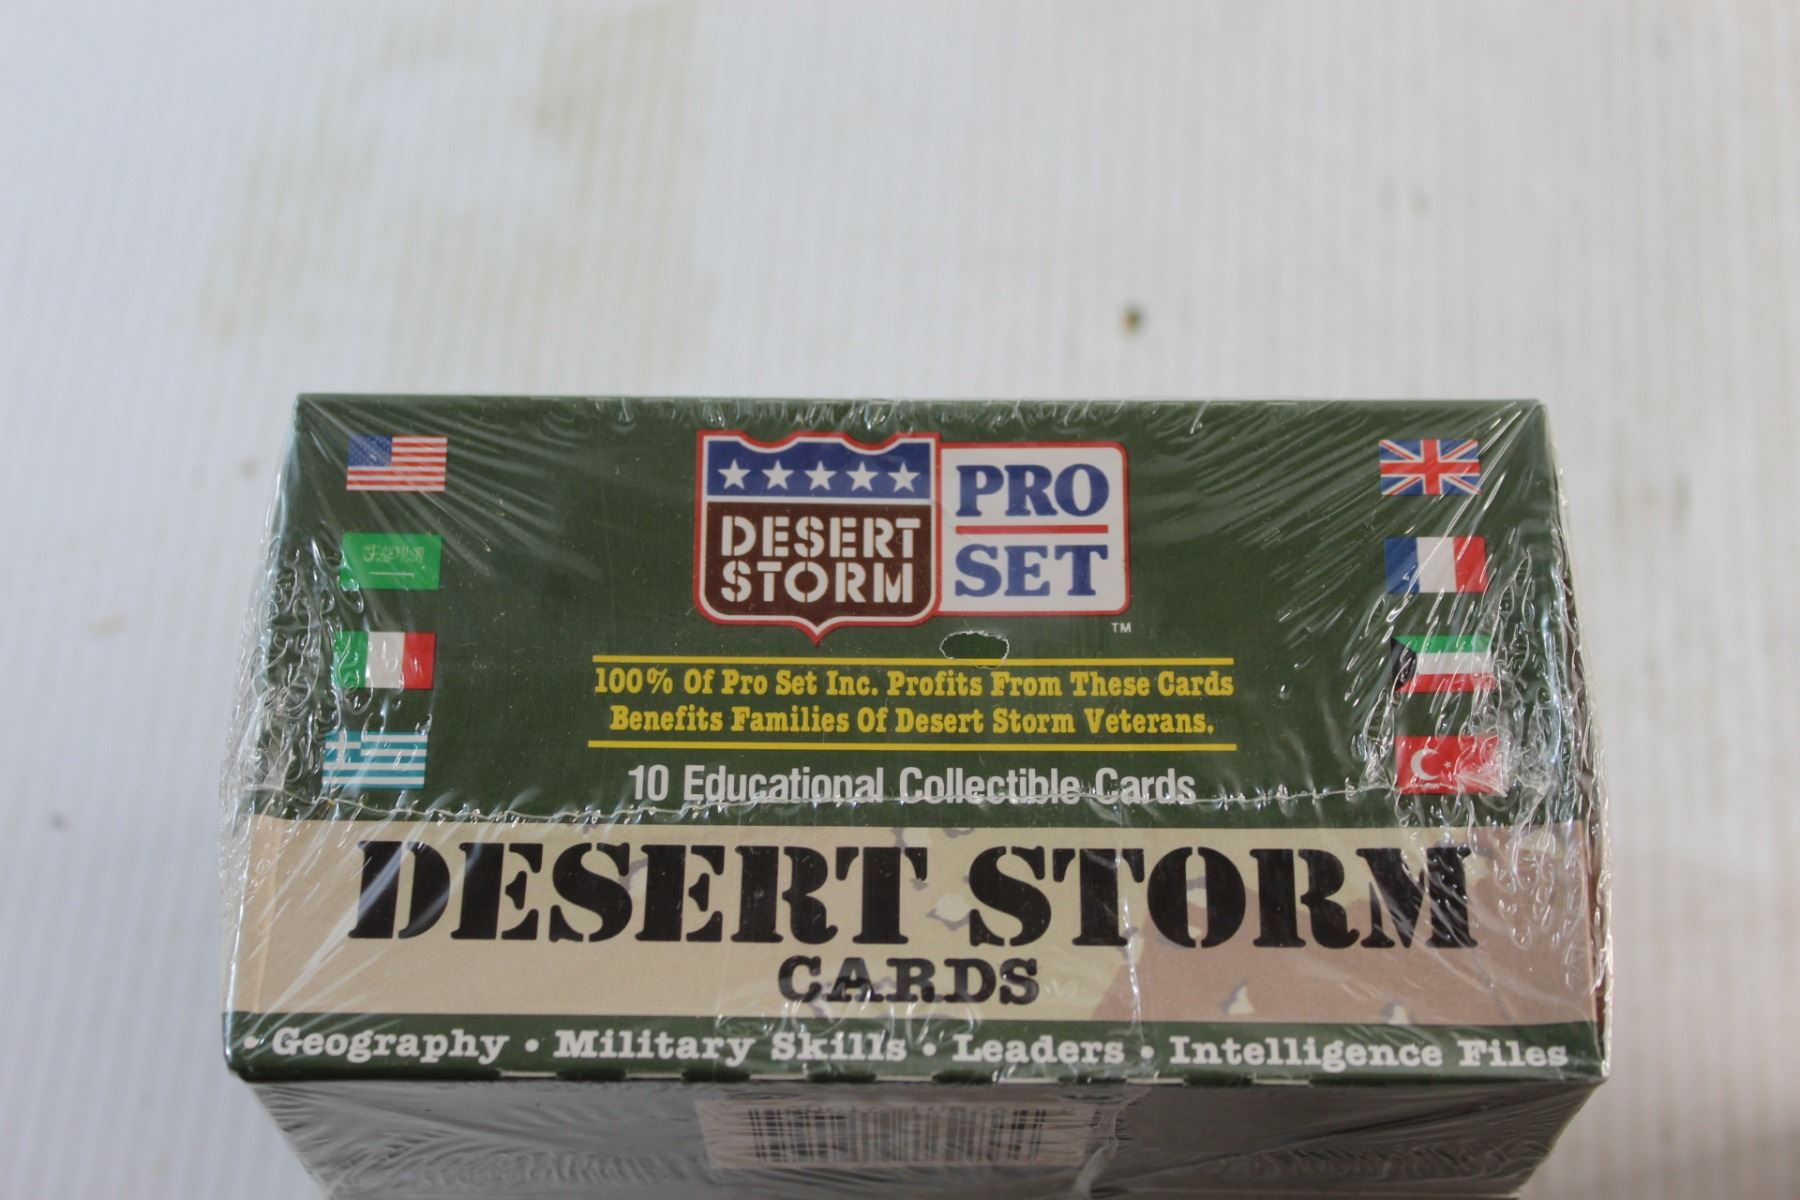 DESERT
STORM
PRO
SET
TM
100% Of Pro Set Inc. Profits From These Cards
Benefits Families Of Desert Storm Veterans.
10 Educational Collectible Cards
DESERT STORM
CARDS
• Geography • Military Skills • Leaders • Intelligence Files